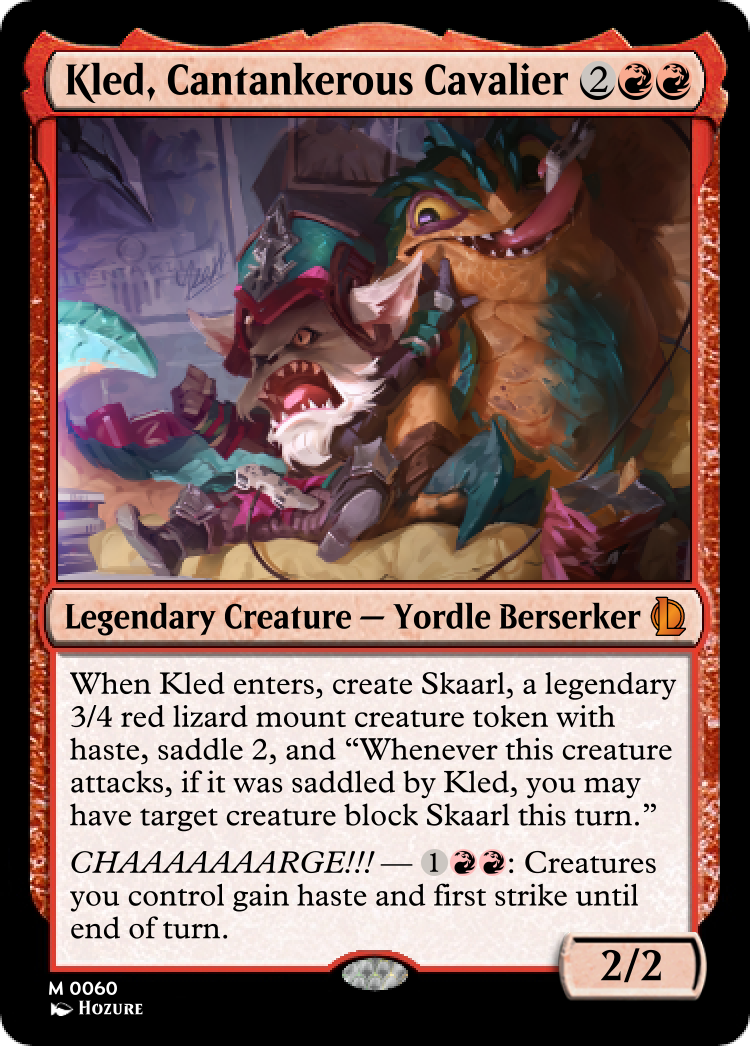 Kled, Cantankerous Cavalier 2
Legendary Creature — Yordle Berserker
When Kled enters, create Skaarl, a legendary
3/4 red lizard mount creature token with
haste, saddle 2, and “Whenever this creature
attacks, if it was saddled by Kled, you may
have target creature block Skaarl this turn.”
CHAAAAAAARGE!!! — 1: Creatures
you control gain haste and first strike until
end of turn.
2/2
M 0060
HOZURE